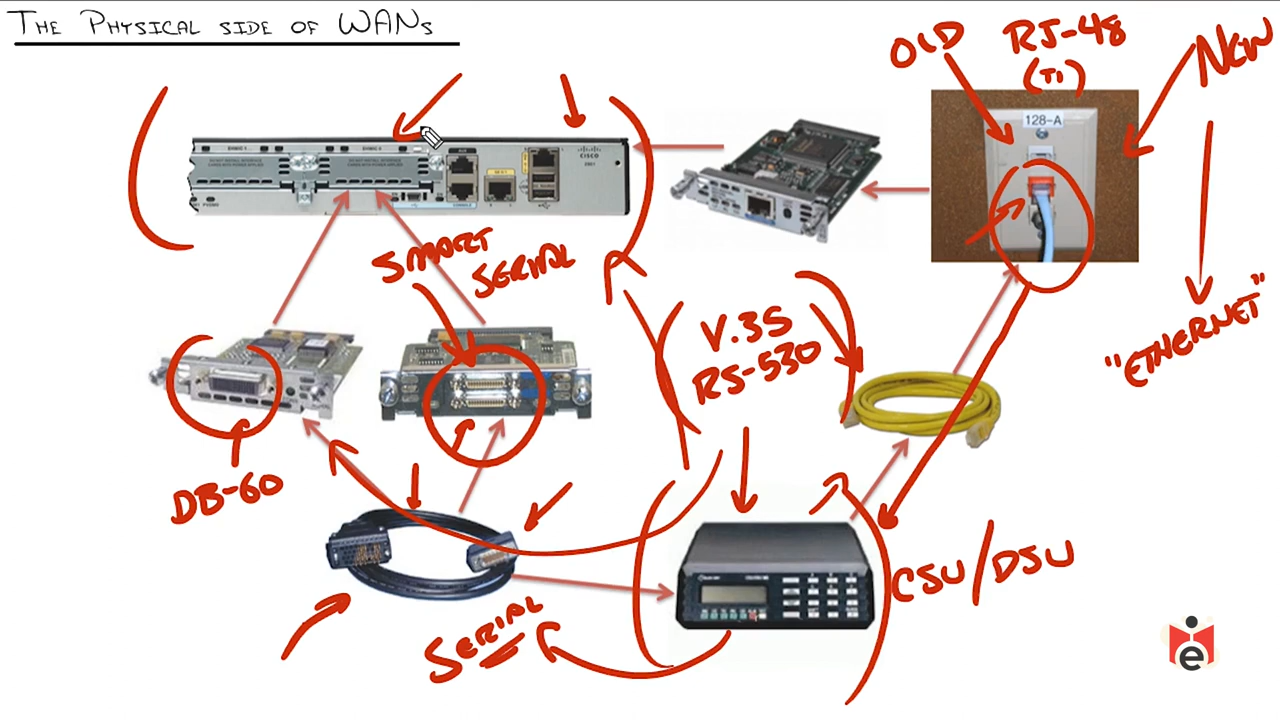 THE PHYSICAL SIDE OF WANS
OLD
RJ-48
(T1)
NEW
128-A
CISCO
SMART
SERIAL
V.35
RS-530
"ETHERNET"
DB-60
CSU/DSU
SERIAL
e